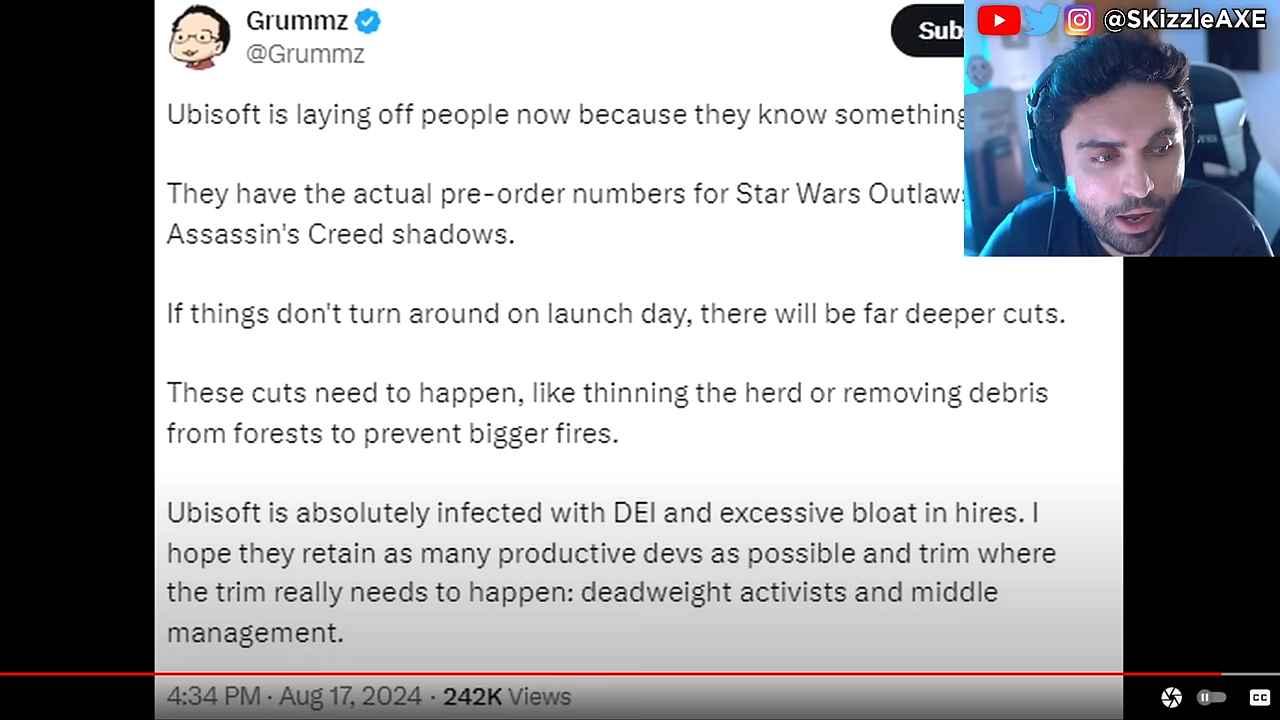 Grummz
@Grummz
Sub
@SKizzleAXE
Ubisoft is laying off people now because they know something
They have the actual pre-order numbers for Star Wars Outlaws
Assassin's Creed shadows.
If things don't turn around on launch day, there will be far deeper cuts.
These cuts need to happen, like thinning the herd or removing debris
from forests to prevent bigger fires.
Ubisoft is absolutely infected with DEI and excessive bloat in hires. I
hope they retain as many productive devs as possible and trim where
the trim really needs to happen: deadweight activists and middle
management.
4:34 PM · Aug 17, 2024 · 242K Views
CC